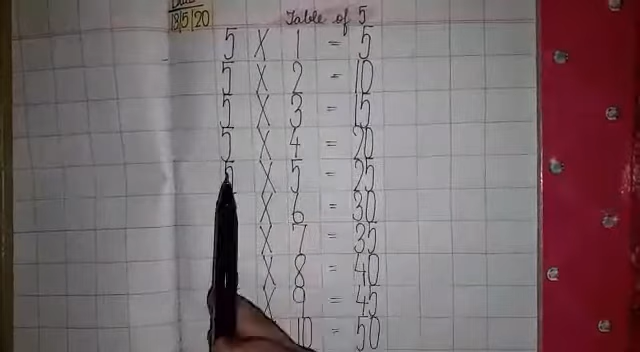 Date
13/5/20
Table of 5
5 X 1 = 5
5 X 2 = 10
5 X 3 = 15
5 X 4 = 20
5 X 5 = 25
X 6 = 30
X 7 = 35
X 8 = 40
X 9 = 45
10 = 50